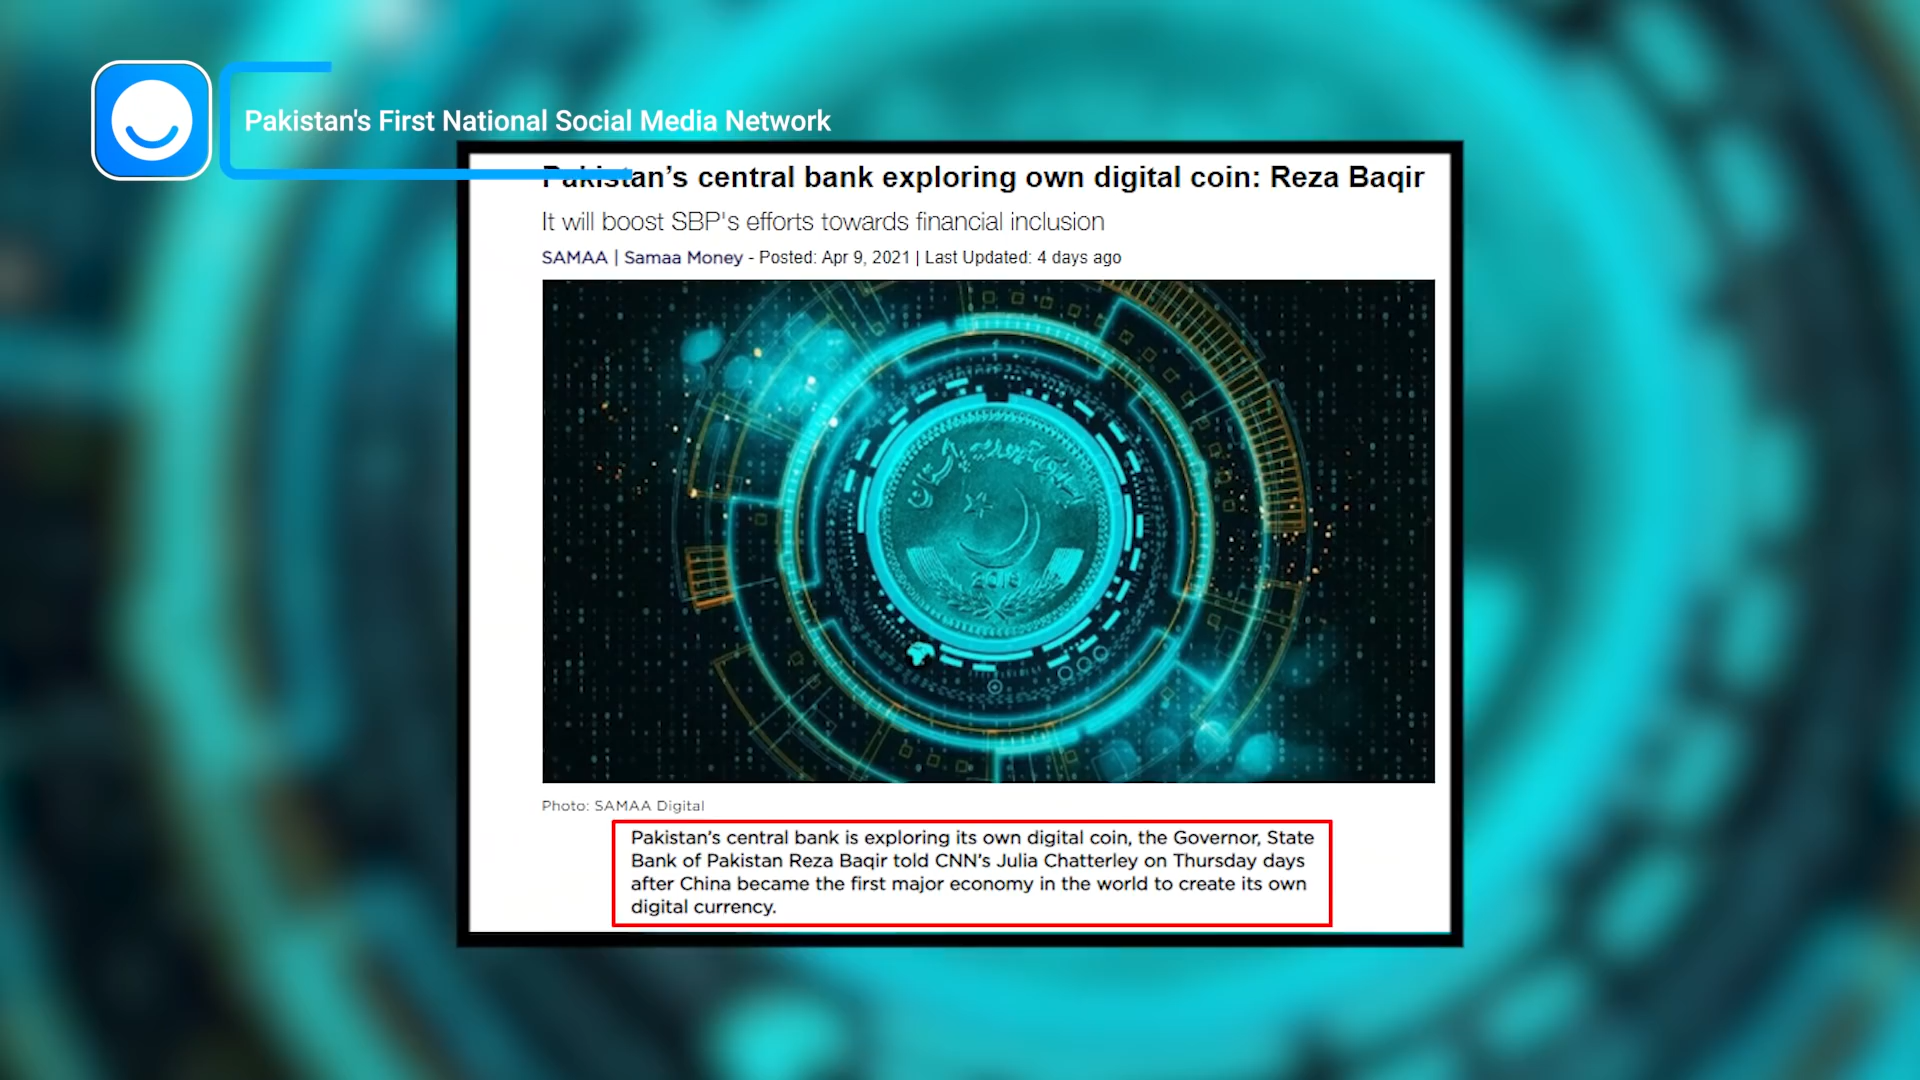 Pakistan's First National Social Media Network
Pakistan's central bank exploring own digital coin: Reza Baqir
It will boost SBP's efforts towards financial inclusion
SAMAA | Samaa Money - Posted: Apr 9, 2021 | Last Updated: 4 days ago
اسلامی جمہوریہ پاکستان
Photo: SAMAA Digital
Pakistan's central bank is exploring its own digital coin, the Governor, State
Bank of Pakistan Reza Baqir told CNN's Julia Chatterley on Thursday days
after China became the first major economy in the world to create its own
digital currency.